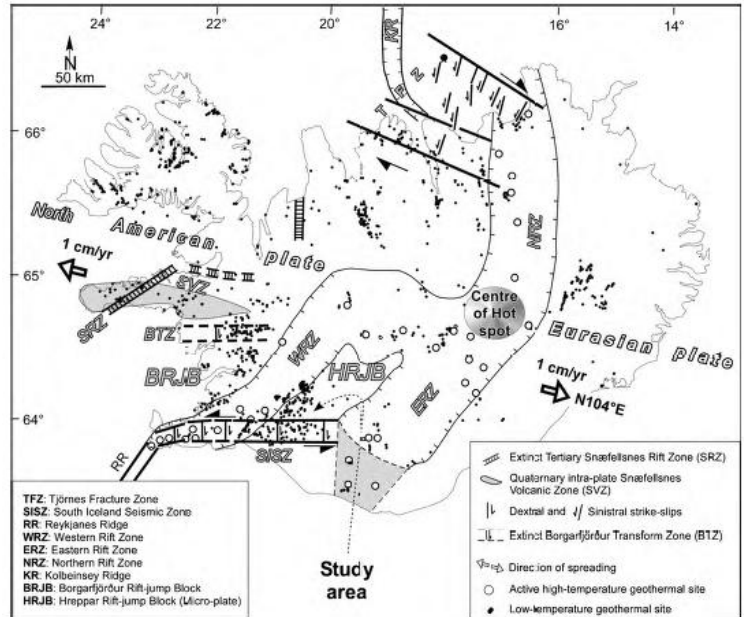 24°
22°
20°
18°
16°
14°
N
50 km
KR
T F Z
66°
North American plate
1 cm/yr
65°
SRZ
SVZ
BTZ
BRJB
WRZ
HRJB
NRZ
Centre
of Hot
spot
Eurasian plate
1 cm/yr
N104°E
ERZ
64°
RR
SISZ
Study
area
TFZ: Tjörnes Fracture Zone
SISZ: South Iceland Seismic Zone
RR: Reykjanes Ridge
WRZ: Western Rift Zone
ERZ: Eastern Rift Zone
NRZ: Northern Rift Zone
KR: Kolbeinsey Ridge
BRJB: Borgarfjörður Rift-jump Block
HRJB: Hreppar Rift-jump Block (Micro-plate)
Extinct Tertiary Snæfellsnes Rift Zone (SRZ)
Quaternary intra-plate Snæfellsnes
Volcanic Zone (SVZ)
Dextral and Sinistral strike-slips
Extinct Borgarfjörður Transform Zone (BTZ)
Direction of spreading
Active high-temperature geothermal site
Low-temperature geothermal site